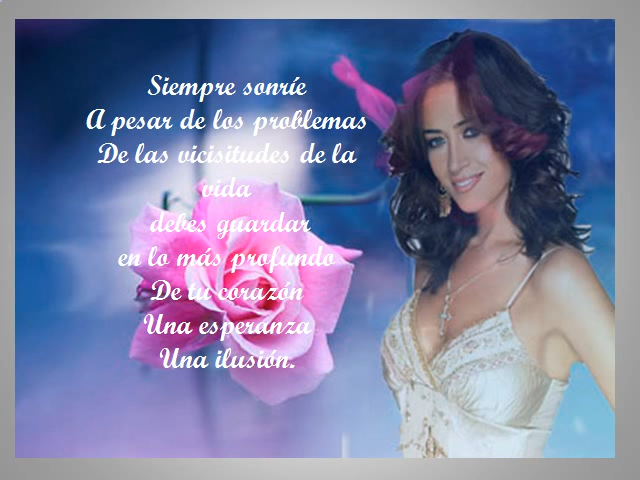 Siempre sonríe
A pesar de los problemas
De las vicisitudes de la
vida
debes guardar
en lo más profundo
De tu corazón
Una esperanza
Una ilusión.